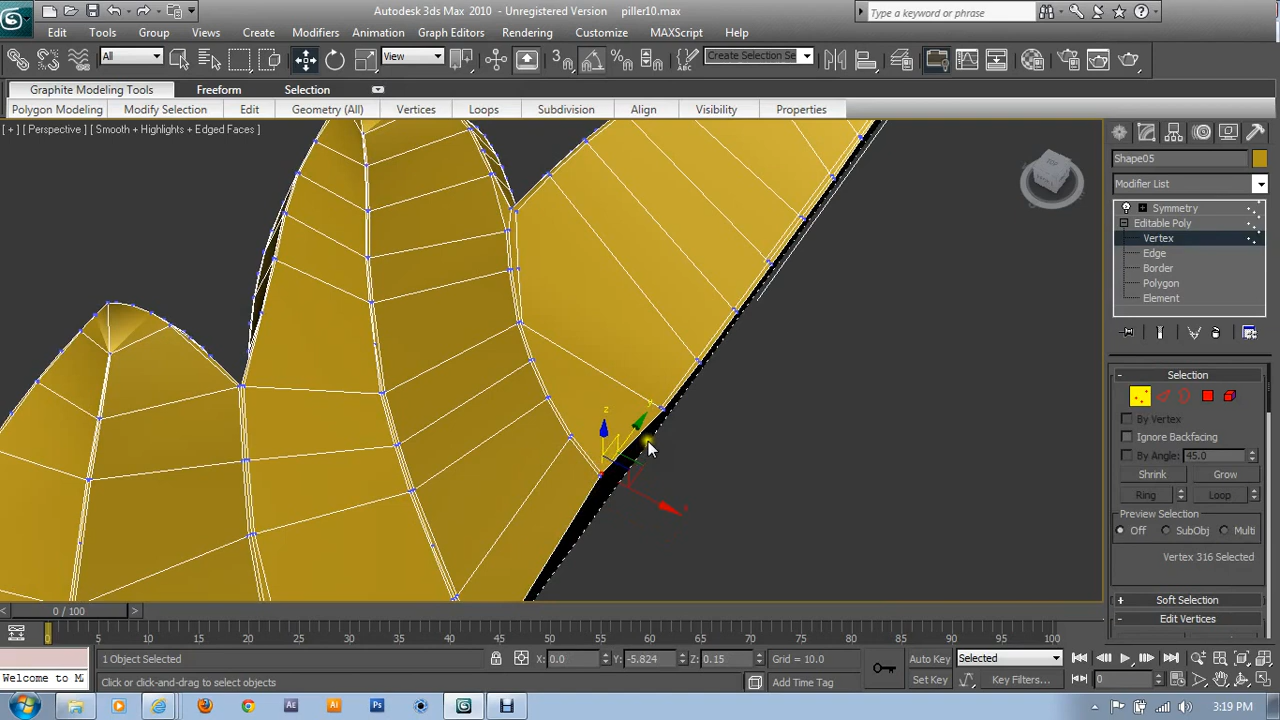 Autodesk 3ds Max 2010 - Unregistered Version piller10.max
Type a keyword or phrase
Edit Tools Group Views Create Modifiers Animation Graph Editors Rendering Customize MAXScript Help
All View Create Selection Se
Graphite Modeling Tools Freeform Selection
Polygon Modeling Modify Selection Edit Geometry (All) Vertices Loops Subdivision Align Visibility Properties
[ + ] [ Perspective ] [ Smooth + Highlights + Edged Faces ]
TOP
Shape05
Modifier List
Symmetry
Editable Poly
Vertex
Edge
Border
Polygon
Element
- Selection
By Vertex
Ignore Backfacing
By Angle: 45.0
Shrink Grow
Ring Loop
Preview Selection
Off SubObj Multi
Vertex 316 Selected
+ Soft Selection
- Edit Vertices
z
y
x
< 0 / 100 >
0 5 10 15 20 25 30 35 40 45 50 55 60 65 70 75 80 85 90 95 100
1 Object Selected X: 0.0 Y: -5.824 Z: 0.15 Grid = 10.0 Auto Key Selected
Welcome to M Click or click-and-drag to select objects Add Time Tag Set Key Key Filters... 0
Ae Ai Ps 3:19 PM